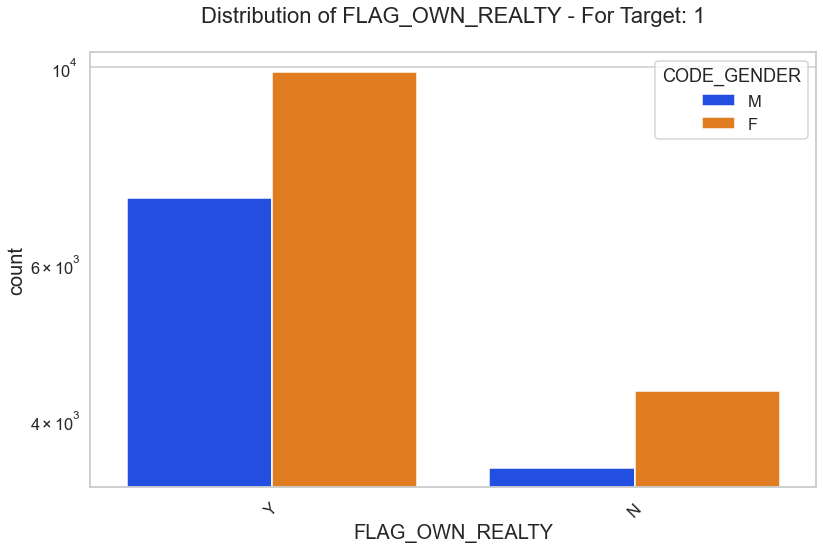 Distribution of FLAG_OWN_REALTY - For Target: 1
10⁴
6 × 10³
4 × 10³
count
CODE_GENDER
M
F
Y
N
FLAG_OWN_REALTY